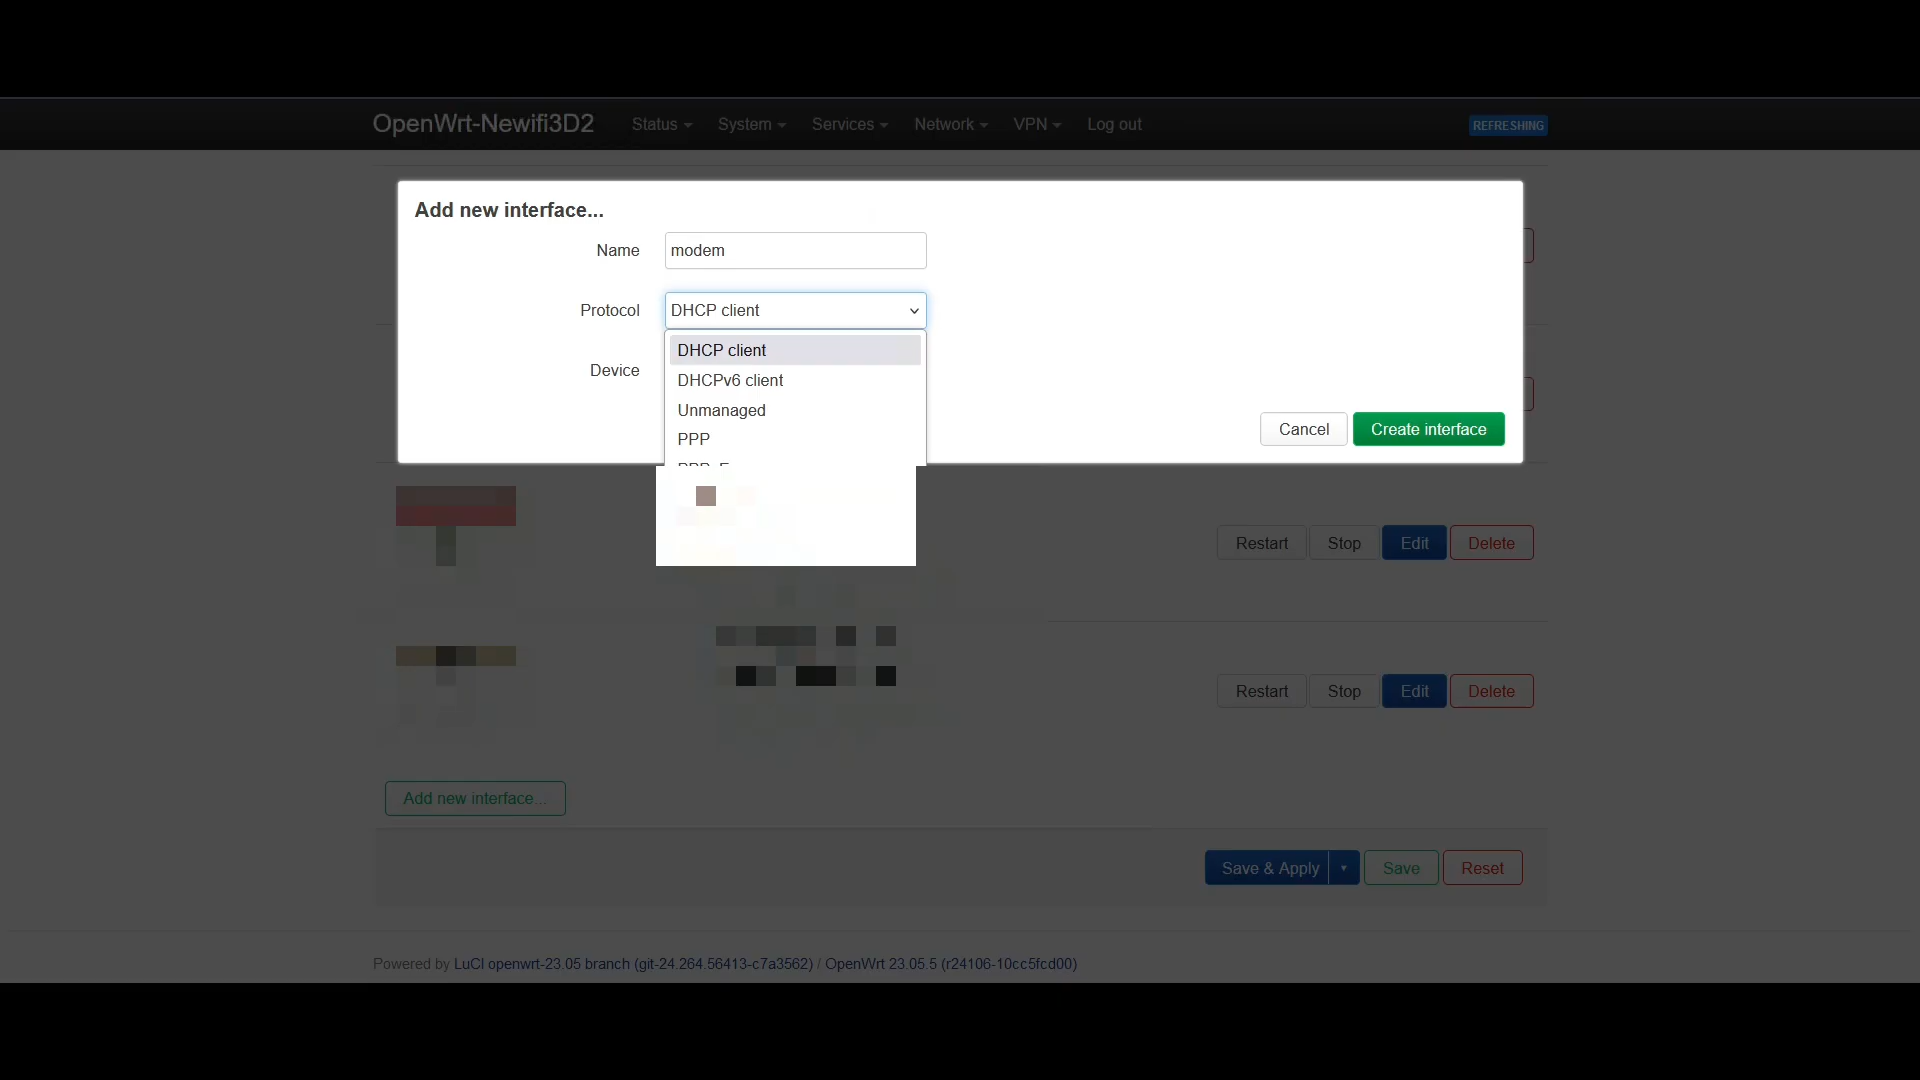 OpenWrt-Newifi3D2 Status System Services Network VPN Log out REFRESHING
Add new interface...
Name modem
Protocol DHCP client
DHCP client
Device
DHCPv6 client
Unmanaged
PPP
Cancel Create interface
Restart Stop Edit Delete
Restart Stop Edit Delete
Add new interface...
Save & Apply Save Reset
Powered by LuCI openwrt-23.05 branch (git-24.264.56413-c7a3562) / OpenWrt 23.05.5 (r24106-10cc5fcd00)